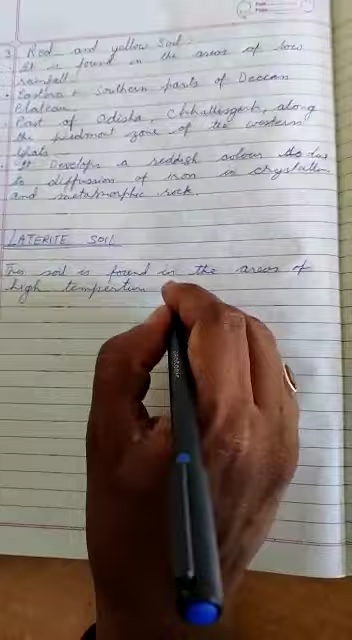 3. Red and yellow Soil:
. It is found in the areas of low
rainfall.
. Eastern + Southern parts of Deccan
Plateau
. Part of Odisha, Chhattisgarh, along
the piedmont zone of the western
Ghats.
. It Develops a reddish colour due
to diffusion of iron in crystalline
and metamorphic rock.
LATERITE SOIL
This soil is found in the areas of
high tempertur